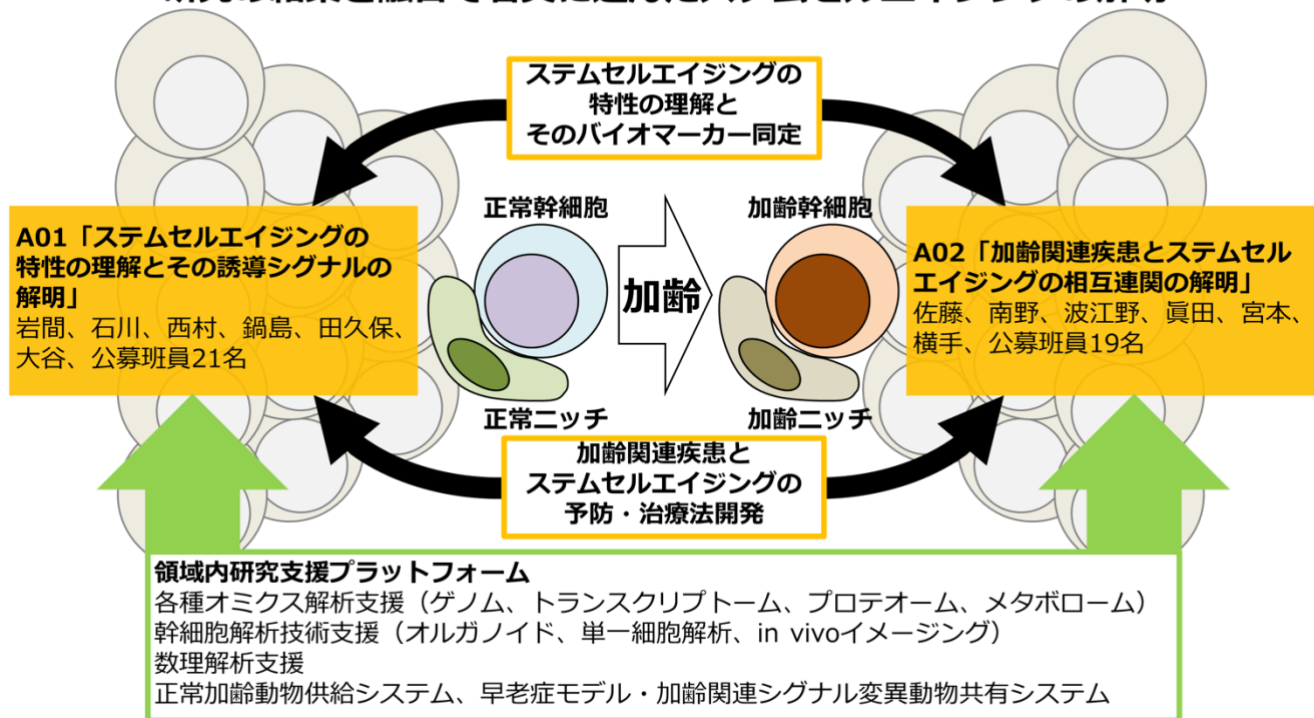 ステムセルエイジングの
特性の理解と
そのバイオマーカー同定
A01「ステムセルエイジングの
特性の理解とその誘導シグナルの
解明」
岩間、石川、西村、鍋島、田久保、
大谷、公募班員21名
正常幹細胞
加齢
加齢幹細胞
正常ニッチ
加齢ニッチ
A02「加齢関連疾患とステムセル
エイジングの相互連関の解明」
佐藤、南野、波江野、眞田、宮本、
横手、公募班員19名
加齢関連疾患と
ステムセルエイジングの
予防・治療法開発
領域内研究支援プラットフォーム
各種オミクス解析支援（ゲノム、トランスクリプトーム、プロテオーム、メタボローム）
幹細胞解析技術支援（オルガノイド、単一細胞解析、in vivoイメージング）
数理解析支援
正常加齢動物供給システム、早老症モデル・加齢関連シグナル変異動物共有システム